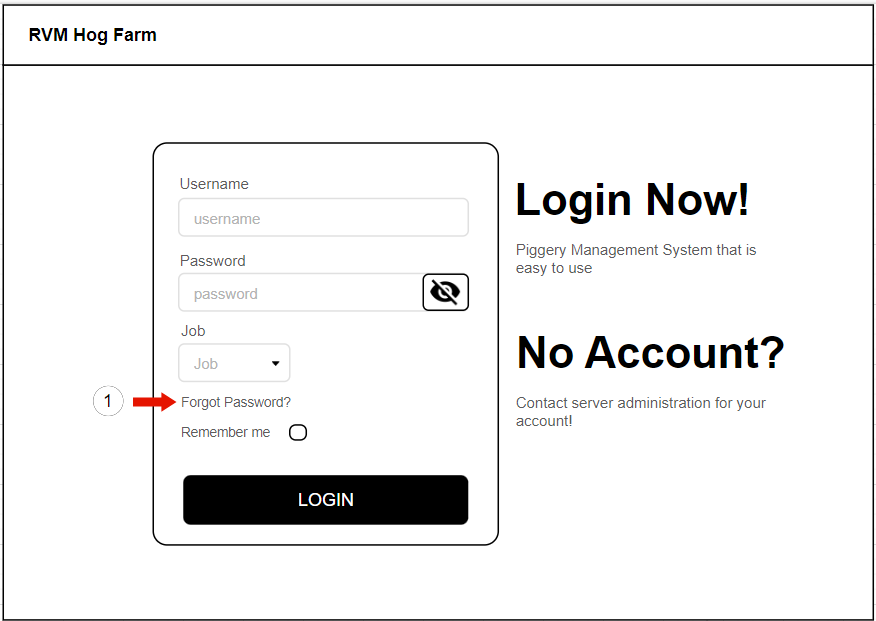 RVM Hog Farm
Username
username
Password
password
Job
Job
1
Forgot Password?
Remember me
LOGIN
Login Now!
Piggery Management System that is
easy to use
No Account?
Contact server administration for your
account!